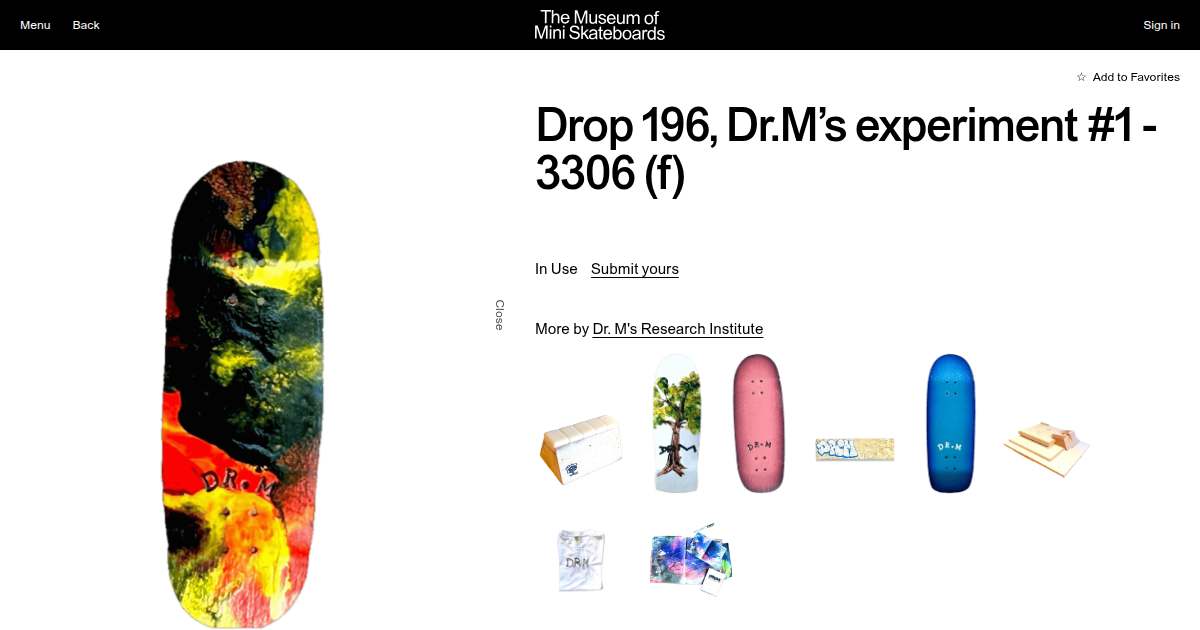 Menu
Back
The Museum of
Mini Skateboards
Sign in
☆ Add to Favorites
Drop 196, Dr.M’s experiment #1 -
3306 (f)
In Use
Submit yours
Close
More by Dr. M's Research Institute
DR.M
DR.M
DR.M
DR.M